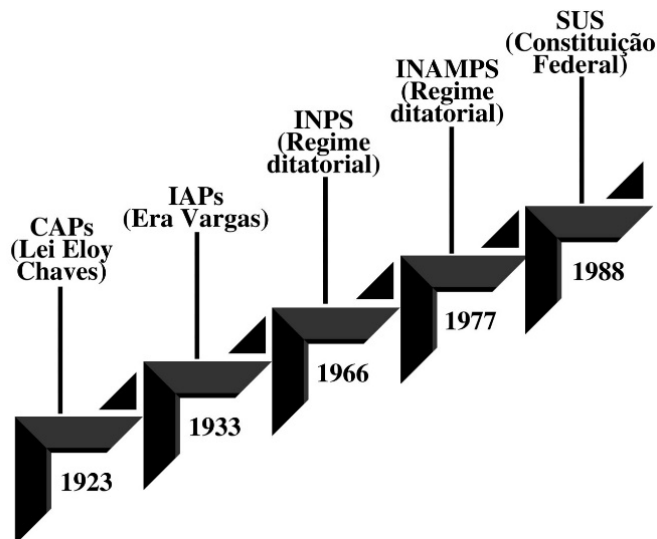 CAPs
(Lei Eloy
Chaves)
1923
IAPs
(Era Vargas)
1933
INPS
(Regime
ditatorial)
1966
INAMPS
(Regime
ditatorial)
1977
SUS
(Constituição
Federal)
1988